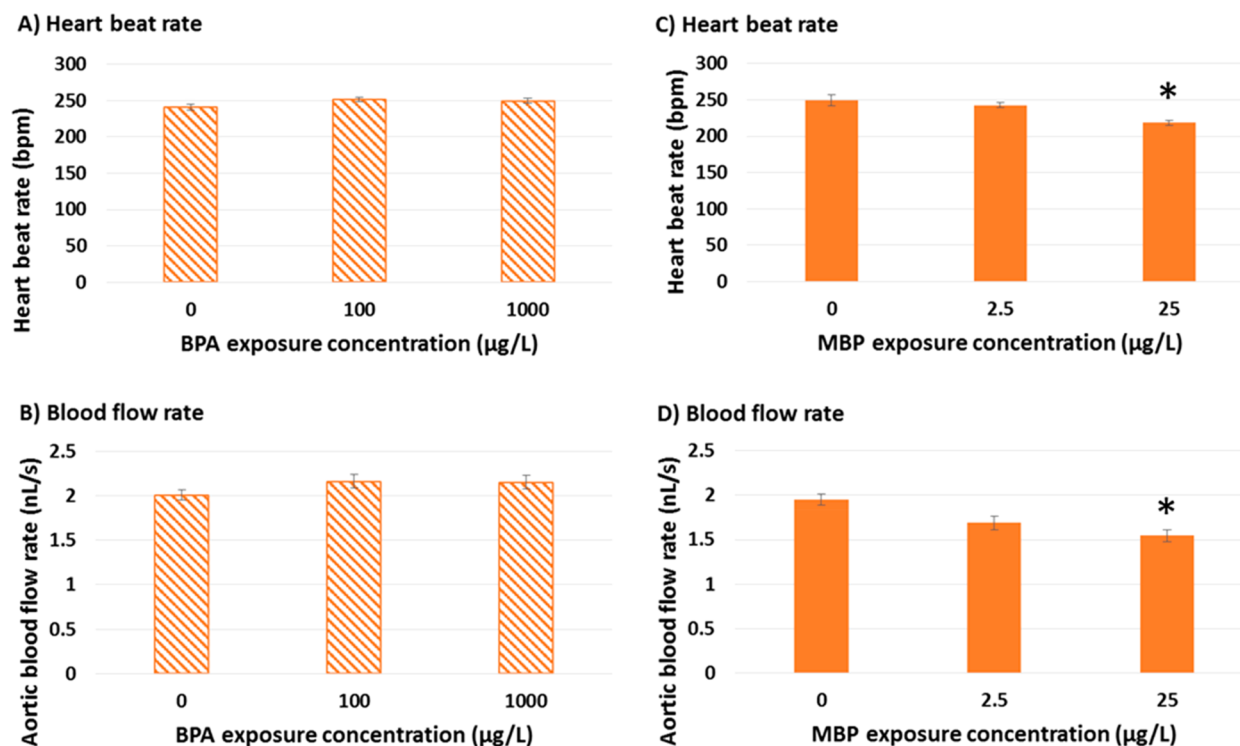 A) Heart beat rate
Heart beat rate (bpm)
300
250
200
150
100
50
0
0 100 1000
BPA exposure concentration (µg/L)
C) Heart beat rate
Heart beat rate (bpm)
300
250
200
150
100
50
0
*
0 2.5 25
MBP exposure concentration (µg/L)
B) Blood flow rate
Aortic blood flow rate (nL/s)
2.5
2
1.5
1
0.5
0
0 100 1000
BPA exposure concentration (µg/L)
D) Blood flow rate
Aortic blood flow rate (nL/s)
2.5
2
1.5
1
0.5
0
*
0 2.5 25
MBP exposure concentration (µg/L)